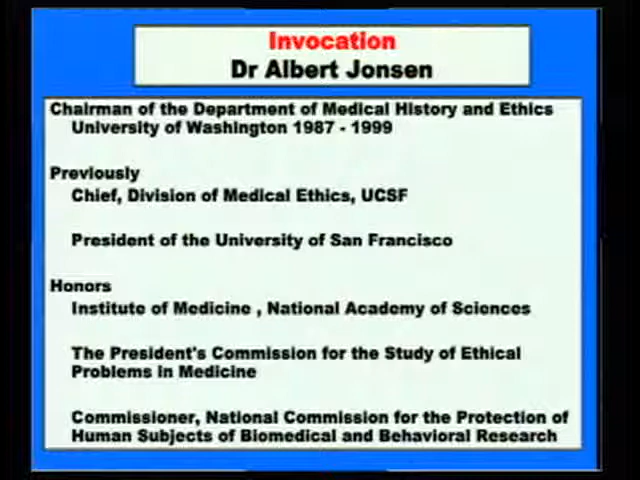 Invocation
Dr Albert Jonsen
Chairman of the Department of Medical History and Ethics
University of Washington 1987 - 1999
Previously
Chief, Division of Medical Ethics, UCSF
President of the University of San Francisco
Honors
Institute of Medicine , National Academy of Sciences
The President's Commission for the Study of Ethical
Problems in Medicine
Commissioner, National Commission for the Protection of
Human Subjects of Biomedical and Behavioral Research